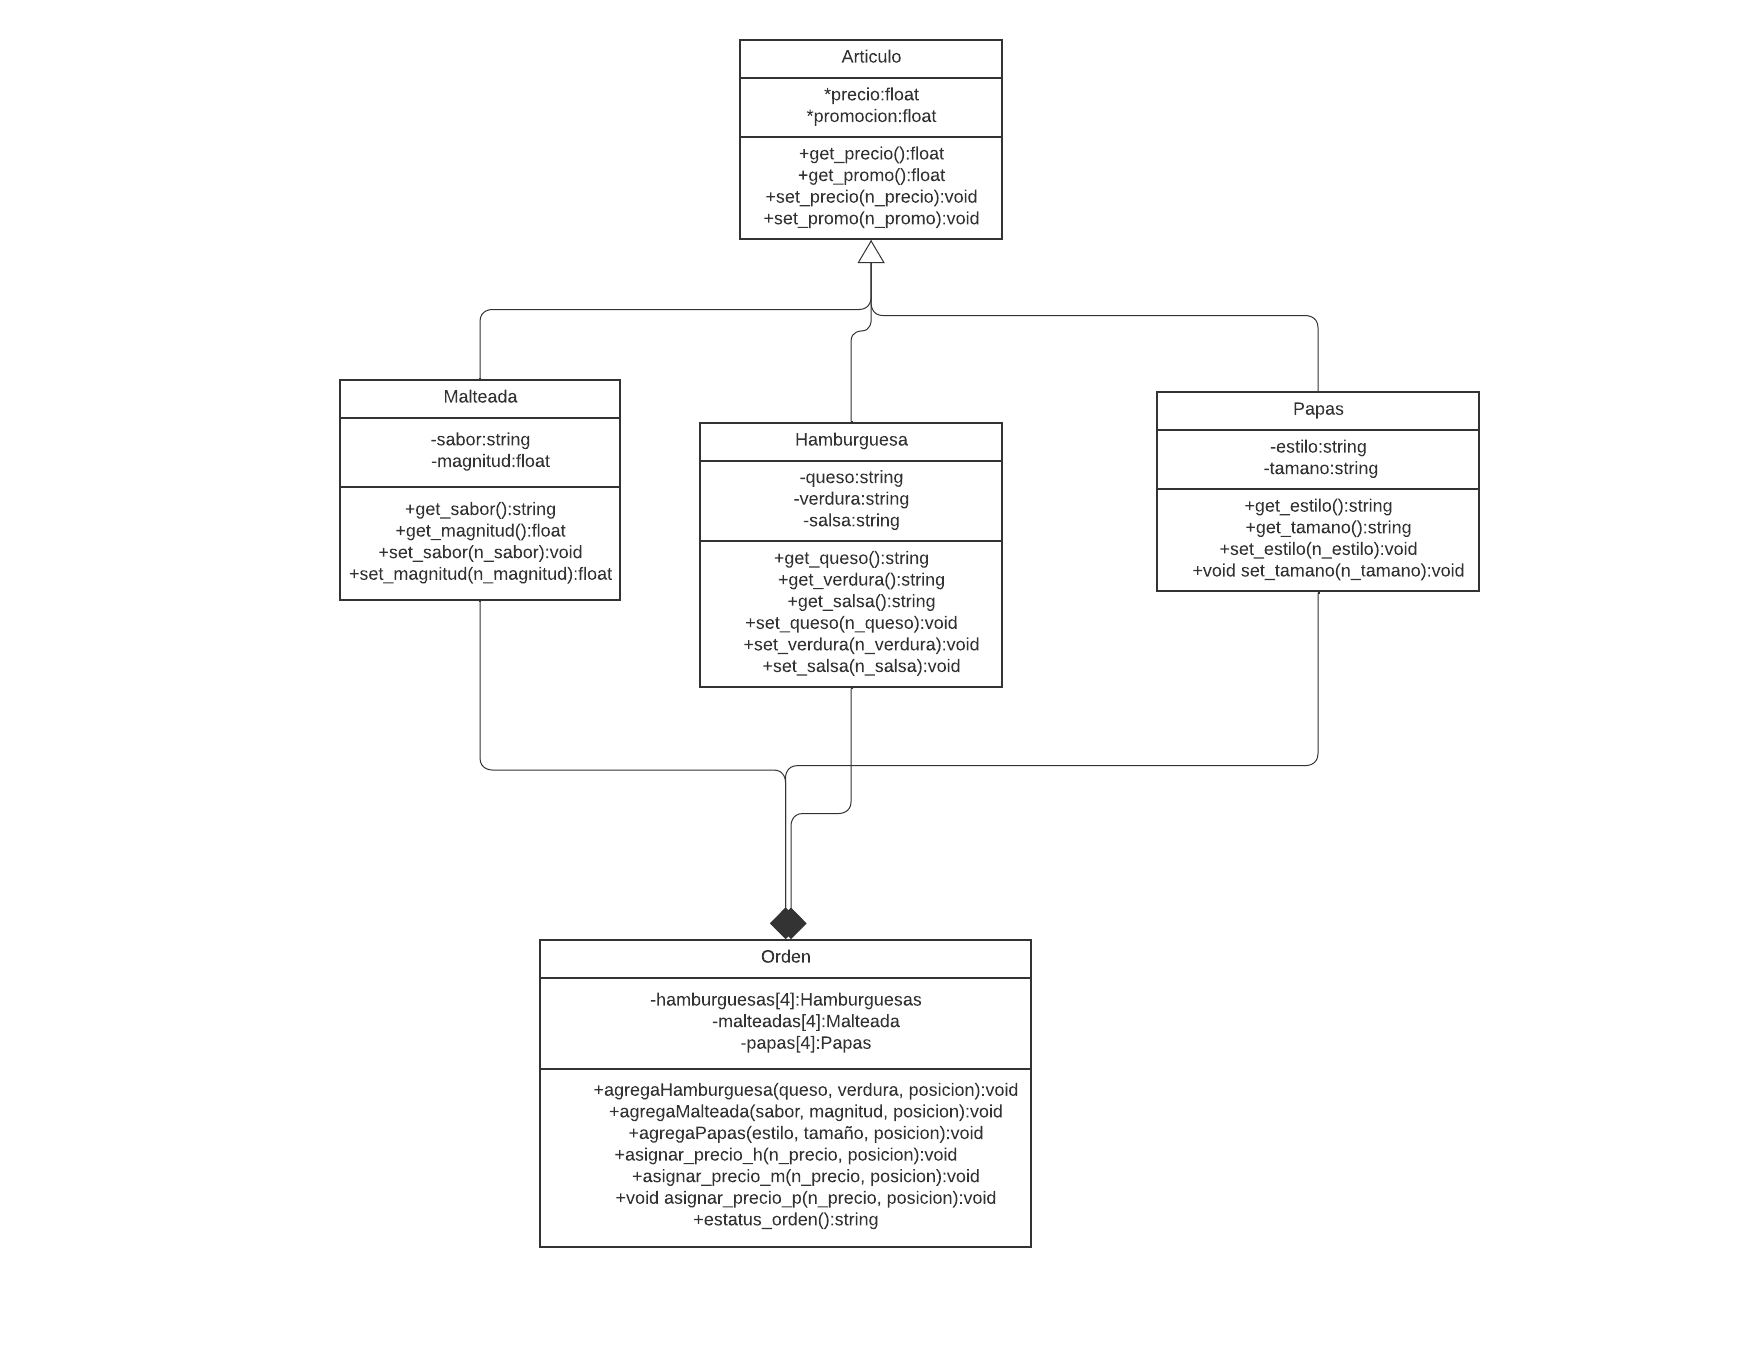 Articulo
*precio:float
*promocion:float
+get_precio():float
+get_promo():float
+set_precio(n_precio):void
+set_promo(n_promo):void
Malteada
-sabor:string
-magnitud:float
+get_sabor():string
+get_magnitud():float
+set_sabor(n_sabor):void
+set_magnitud(n_magnitud):float
Hamburguesa
-queso:string
-verdura:string
-salsa:string
+get_queso():string
+get_verdura():string
+get_salsa():string
+set_queso(n_queso):void
+set_verdura(n_verdura):void
+set_salsa(n_salsa):void
Papas
-estilo:string
-tamano:string
+get_estilo():string
+get_tamano():string
+set_estilo(n_estilo):void
+void set_tamano(n_tamano):void
Orden
-hamburguesas[4]:Hamburguesas
-malteadas[4]:Malteada
-papas[4]:Papas
+agregaHamburguesa(queso, verdura, posicion):void
+agregaMalteada(sabor, magnitud, posicion):void
+agregaPapas(estilo, tamaño, posicion):void
+asignar_precio_h(n_precio, posicion):void
+asignar_precio_m(n_precio, posicion):void
+void asignar_precio_p(n_precio, posicion):void
+estatus_orden():string